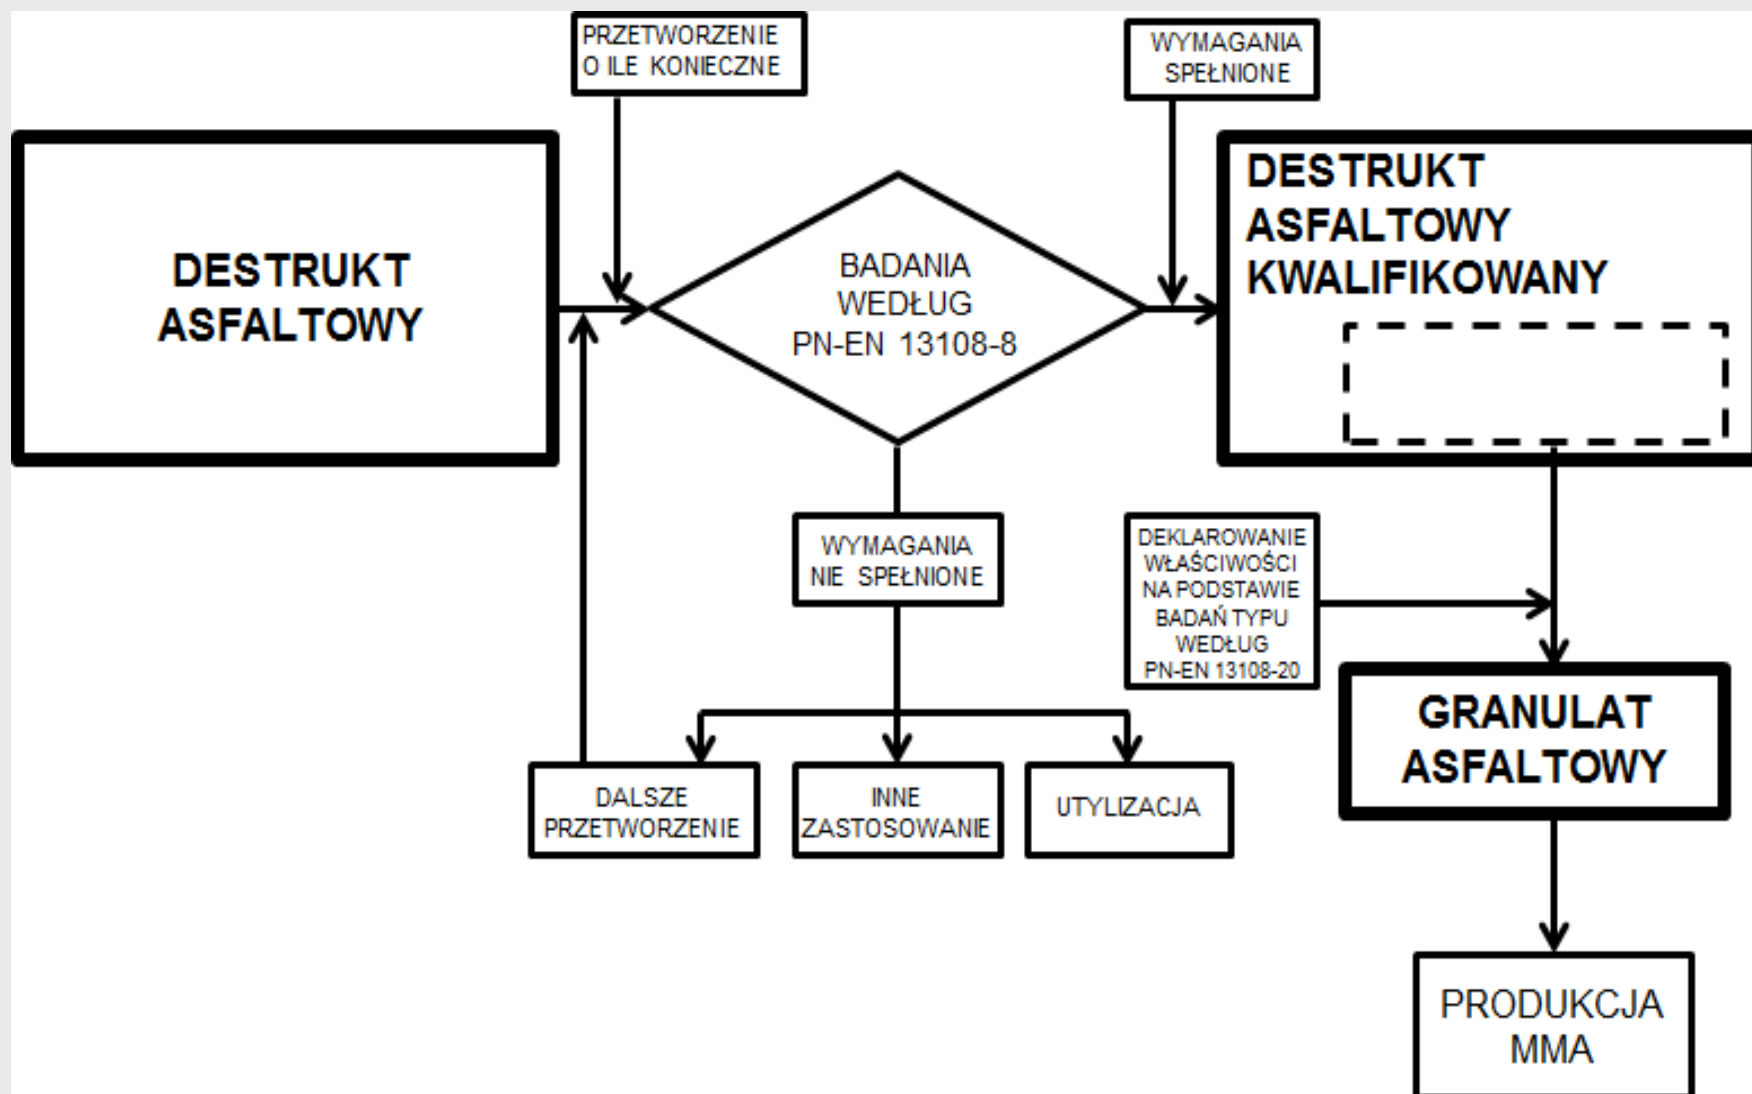 PRZETWORZENIE
O ILE KONIECZNE
WYMAGANIA
SPEŁNIONE
DESTRUKT
ASFALTOWY
BADANIA
WEDŁUG
PN-EN 13108-8
DESTRUKT
ASFALTOWY
KWALIFIKOWANY
WYMAGANIA
NIE SPEŁNIONE
DEKLAROWANIE
WŁAŚCIWOŚCI
NA PODSTAWIE
BADAŃ TYPU
WEDŁUG
PN-EN 13108-20
DALSZE
PRZETWORZENIE
INNE
ZASTOSOWANIE
UTYLIZACJA
GRANULAT
ASFALTOWY
PRODUKCJA
MMA